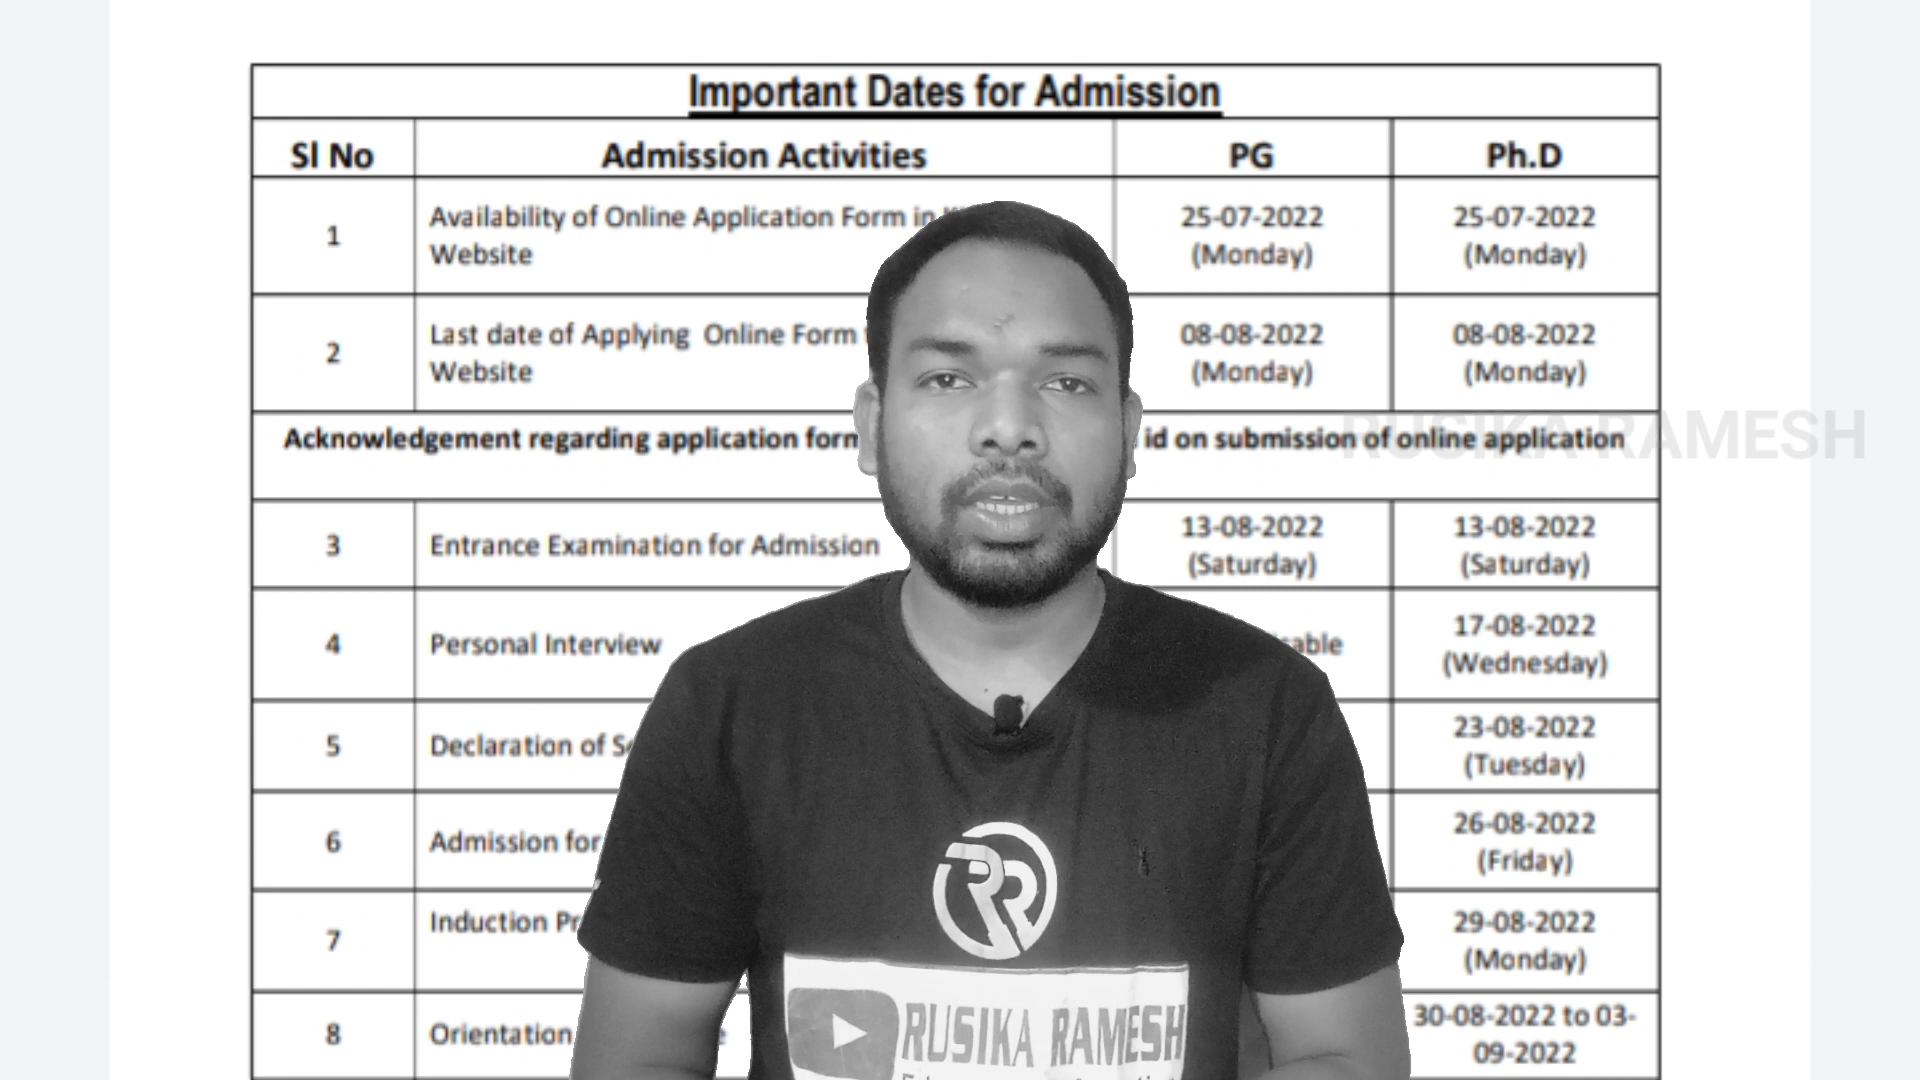 Important Dates for Admission
Sl No Admission Activities PG Ph.D
1 Availability of Online Application Form in Website 25-07-2022 (Monday) 25-07-2022 (Monday)
2 Last date of Applying Online Form Website 08-08-2022 (Monday) 08-08-2022 (Monday)
Acknowledgement regarding application form id on submission of online application
RUSIKA RAMESH
3 Entrance Examination for Admission 13-08-2022 (Saturday) 13-08-2022 (Saturday)
4 Personal Interview 17-08-2022 (Wednesday)
5 Declaration of 23-08-2022 (Tuesday)
6 Admission for 26-08-2022 (Friday)
7 Induction 29-08-2022 (Monday)
8 Orientation 30-08-2022 to 03-09-2022
RR
RUSIKA RAMESH